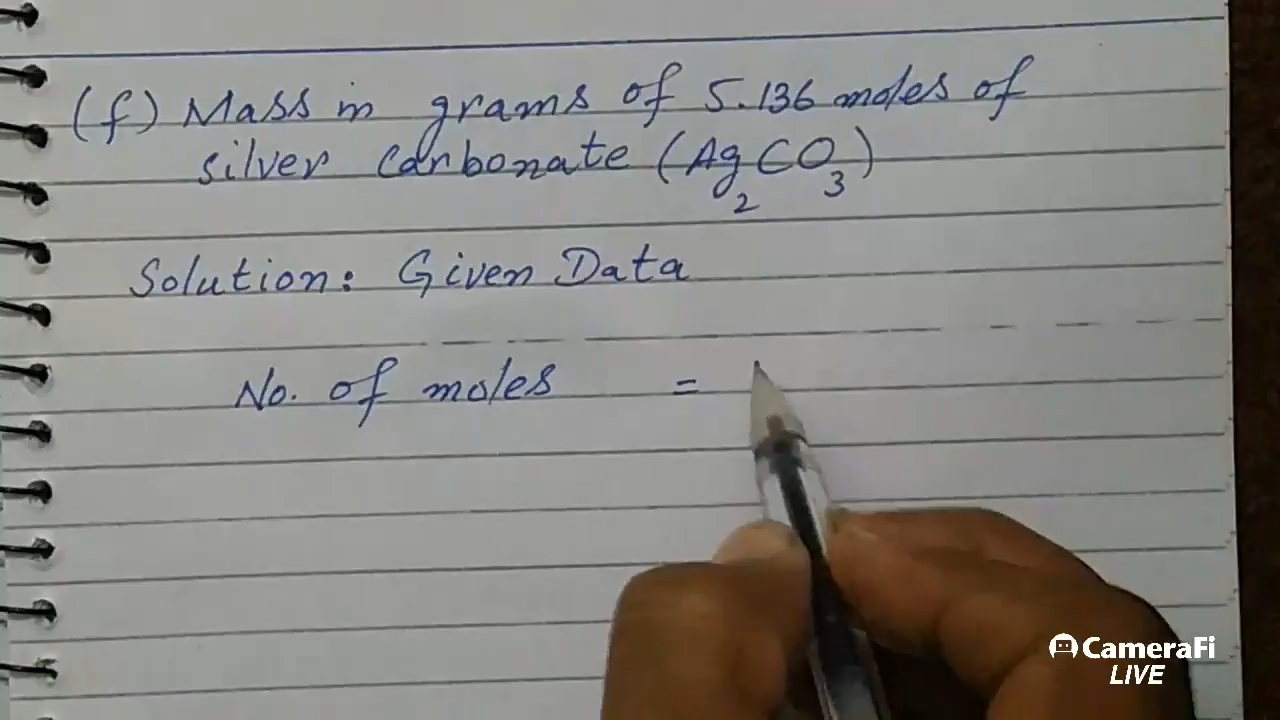 (f) Mass in grams of 5.136 moles of
silver carbonate (Ag₂CO₃)
Solution: Given Data
No. of moles =
CameraFi
LIVE